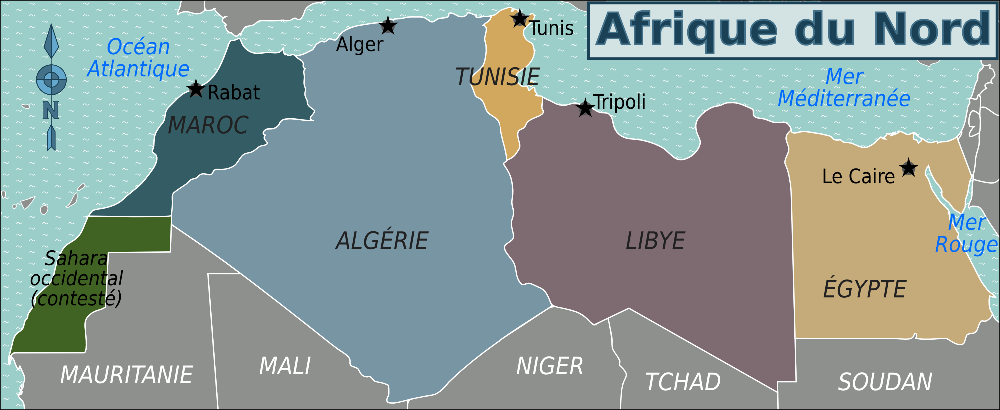 Afrique du Nord
Océan
Atlantique
N
Alger
Tunis
Rabat
MAROC
TUNISIE
Tripoli
Mer
Méditerranée
Le Caire
Mer
Rouge
ALGÉRIE
LIBYE
ÉGYPTE
Sahara
occidental
(contesté)
MAURITANIE
MALI
NIGER
TCHAD
SOUDAN